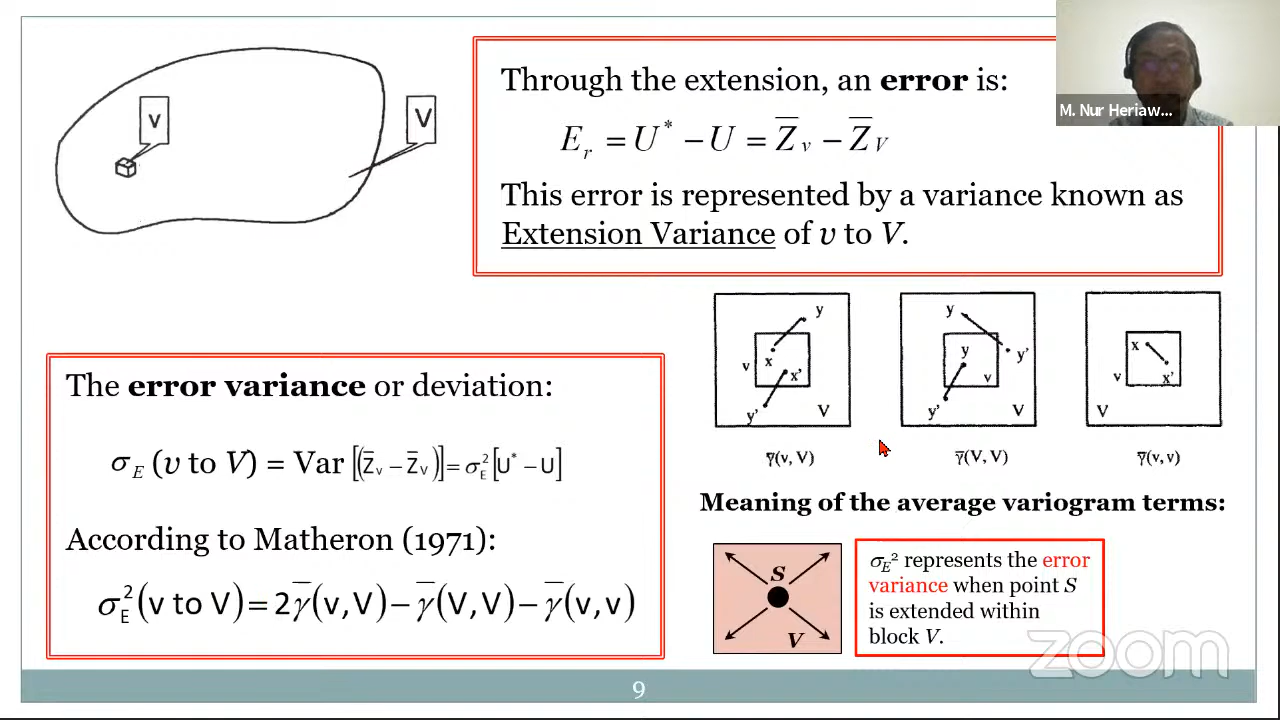 v
V
Through the extension, an error is:
E_r = U* − U = Z̅_v − Z̅_V
This error is represented by a variance known as
Extension Variance of v to V.
M. Nur Heriaw...
The error variance or deviation:
σ_E (v to V) = Var [(Z̅_v − Z̅_V)] = σ_E² [U* − U]
According to Matheron (1971):
σ_E² (v to V) = 2γ̅(v,V) − γ̅(V,V) − γ̅(v,v)
y
x
v
x'
y'
V
γ̅(v, V)
y
y
y'
v
y'
V
γ̅(V, V)
x
v
x'
V
γ̅(v, v)
Meaning of the average variogram terms:
S
V
σ_E² represents the error
variance when point S
is extended within
block V.
zoom
9